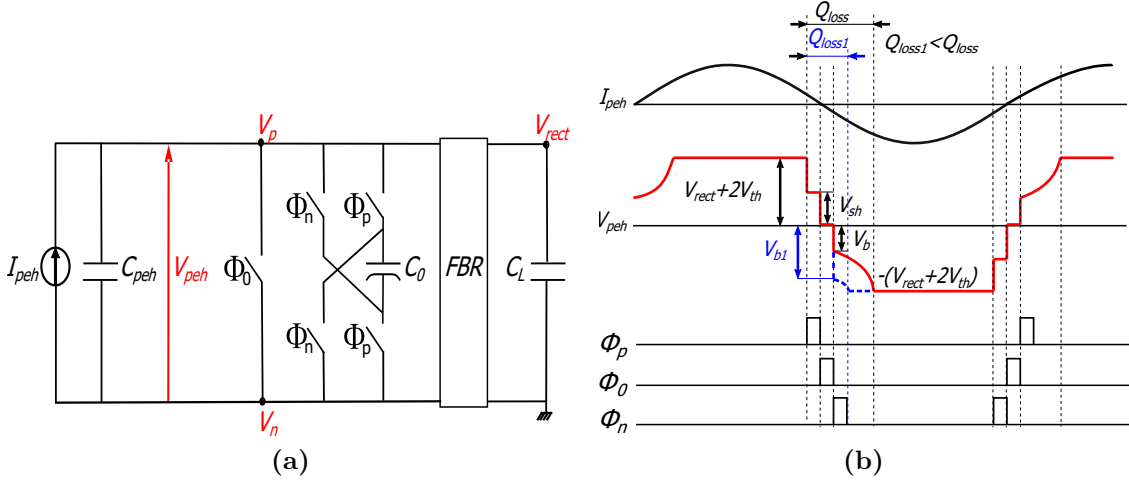 V_p
V_rect
Φ_n
Φ_p
I_peh
C_peh
V_peh
Φ_0
C_0
FBR
C_L
Φ_n
Φ_p
V_n
(a)
Q_loss
Q_loss1
Q_loss1<Q_loss
I_peh
V_rect+2V_th
V_sh
V_peh
V_b
V_b1
-(V_rect+2V_th)
Φ_p
Φ_0
Φ_n
(b)